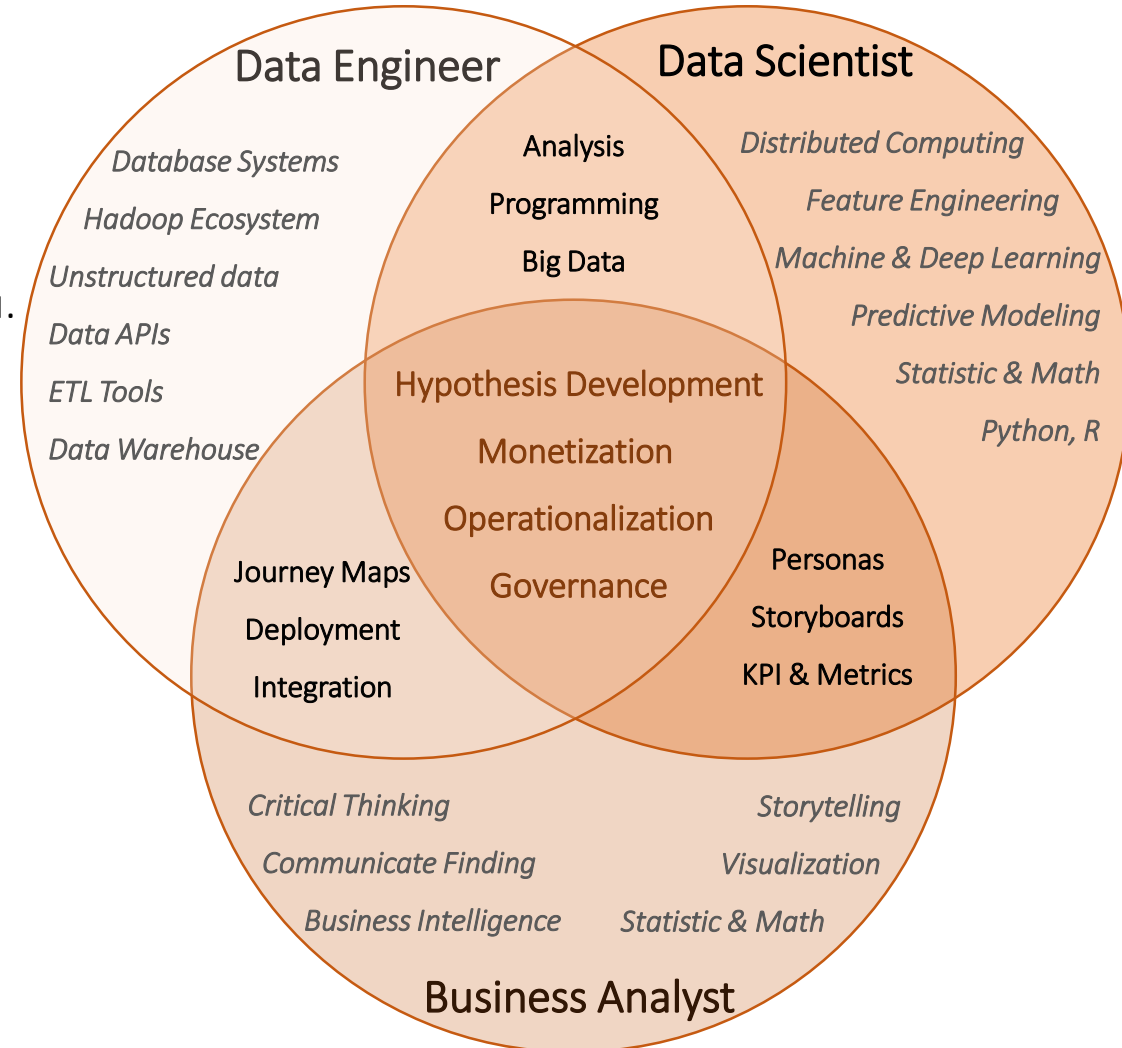 Data Engineer
Data Scientist
Database Systems
Hadoop Ecosystem
Unstructured data
Data APIs
ETL Tools
Data Warehouse
Analysis
Programming
Big Data
Distributed Computing
Feature Engineering
Machine & Deep Learning
Predictive Modeling
Statistic & Math
Python, R
Hypothesis Development
Monetization
Operationalization
Governance
Journey Maps
Deployment
Integration
Personas
Storyboards
KPI & Metrics
Critical Thinking
Communicate Finding
Business Intelligence
Storytelling
Visualization
Statistic & Math
Business Analyst